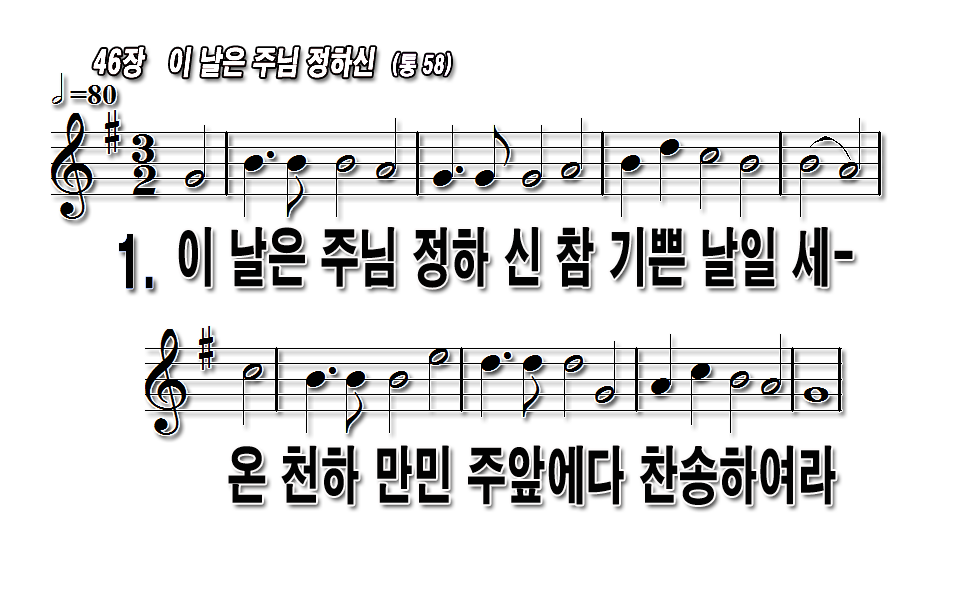 46장 이 날은 주님 정하신 (통 58)
=80
3
2
1. 이 날은 주님 정하 신 참 기쁜 날일 세-
온 천하 만민 주앞에다 찬송하여라